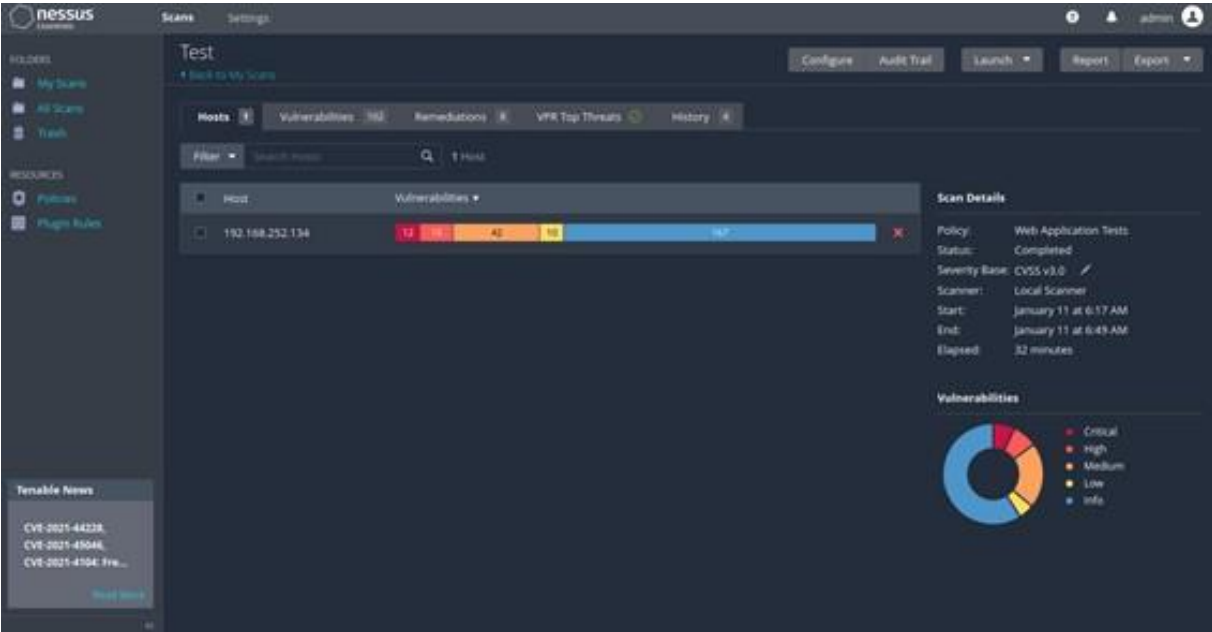 nessus
Scans
Settings
admin
FOLDERS
My Scans
All Scans
Trash
RESOURCES
Policies
Plugin Rules
Tenable News
CVE-2021-44228,
CVE-2021-45046,
CVE-2021-4104: Fre...
Read More
Test
Back to My Scans
Configure
Audit Trail
Launch
Report
Export
Hosts 1
Vulnerabilities 102
Remediations
VPR Top Threats
History
Filter
Search Hosts
1 Host
Host
Vulnerabilities
192.168.252.134
12
42
10
Scan Details
Policy: Web Application Tests
Status: Completed
Severity Base: CVSS v3.0
Scanner: Local Scanner
Start: January 11 at 6:17 AM
End: January 11 at 6:49 AM
Elapsed: 32 minutes
Vulnerabilities
Critical
High
Medium
Low
Info